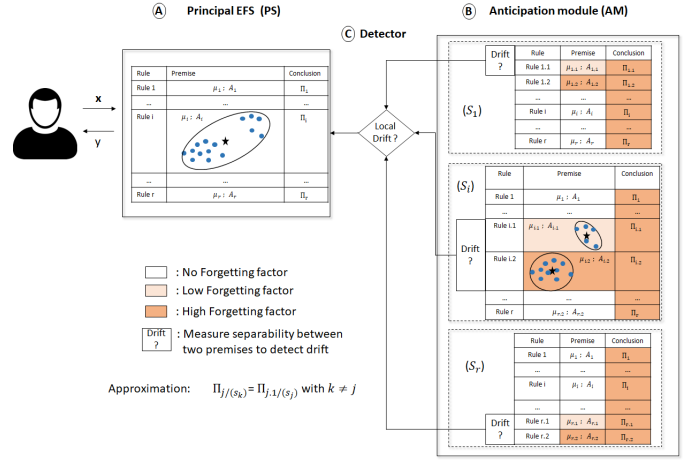 A Principal EFS (PS)
B Anticipation module (AM)
C Detector
x
y
Rule Premise Conclusion
Rule 1 μ₁ : A₁ Π₁
... ... ...
Rule i μᵢ : Aᵢ Πᵢ
... ... ...
Rule r μᵣ : Aᵣ Πᵣ
Local
Drift ?
Drift
?
(S₁)
Rule Premise Conclusion
Rule 1.1 μ₁.₁ : A₁.₁ Π₁.₁
Rule 1.2 μ₁.₂ : A₁.₂ Π₁.₂
... ... ...
Rule i μᵢ : Aᵢ Πᵢ
... ... ...
Rule r μᵣ : Aᵣ Πᵣ
(Sᵢ)
Rule Premise Conclusion
Rule 1 μ₁ : A₁ Π₁
... ... ...
Drift
?
Rule i.1 μᵢ.₁ : Aᵢ.₁ Πᵢ.₁
Rule i.2 μᵢ.₂ : Aᵢ.₂ Πᵢ.₂
... ... ...
Rule r μᵣ.₂ : Aᵣ.₂ Πᵣ
(Sᵣ)
Rule Premise Conclusion
Rule 1 μ₁ : A₁ Π₁
... ... ...
Rule i μᵢ : Aᵢ Πᵢ
... ... ...
Drift
?
Rule r.1 μᵣ.₁ : Aᵣ.₁ Πᵣ.₁
Rule r.2 μᵣ.₂ : Aᵣ.₂ Πᵣ.₂
: No Forgetting factor
: Low Forgetting factor
: High Forgetting factor
Drift
?
: Measure separability between
two premises to detect drift
Approximation: Π_{j/(s_k)} = Π_{j.1/(s_j)} with k ≠ j